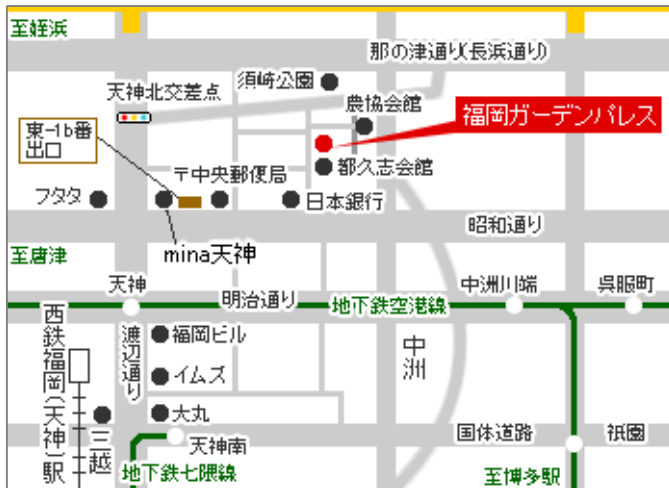 至姪浜
那の津通り(長浜通り)
須崎公園
天神北交差点
農協会館
福岡ガーデンパレス
東-1b番
出口
〒中央郵便局
都久志会館
フタタ
日本銀行
昭和通り
mina天神
至唐津
天神
明治通り
地下鉄空港線
中洲川端
呉服町
西鉄福岡(天神)駅
渡辺通り
福岡ビル
中洲
イムズ
大丸
三越
天神南
国体道路
祇園
地下鉄七隈線
至博多駅